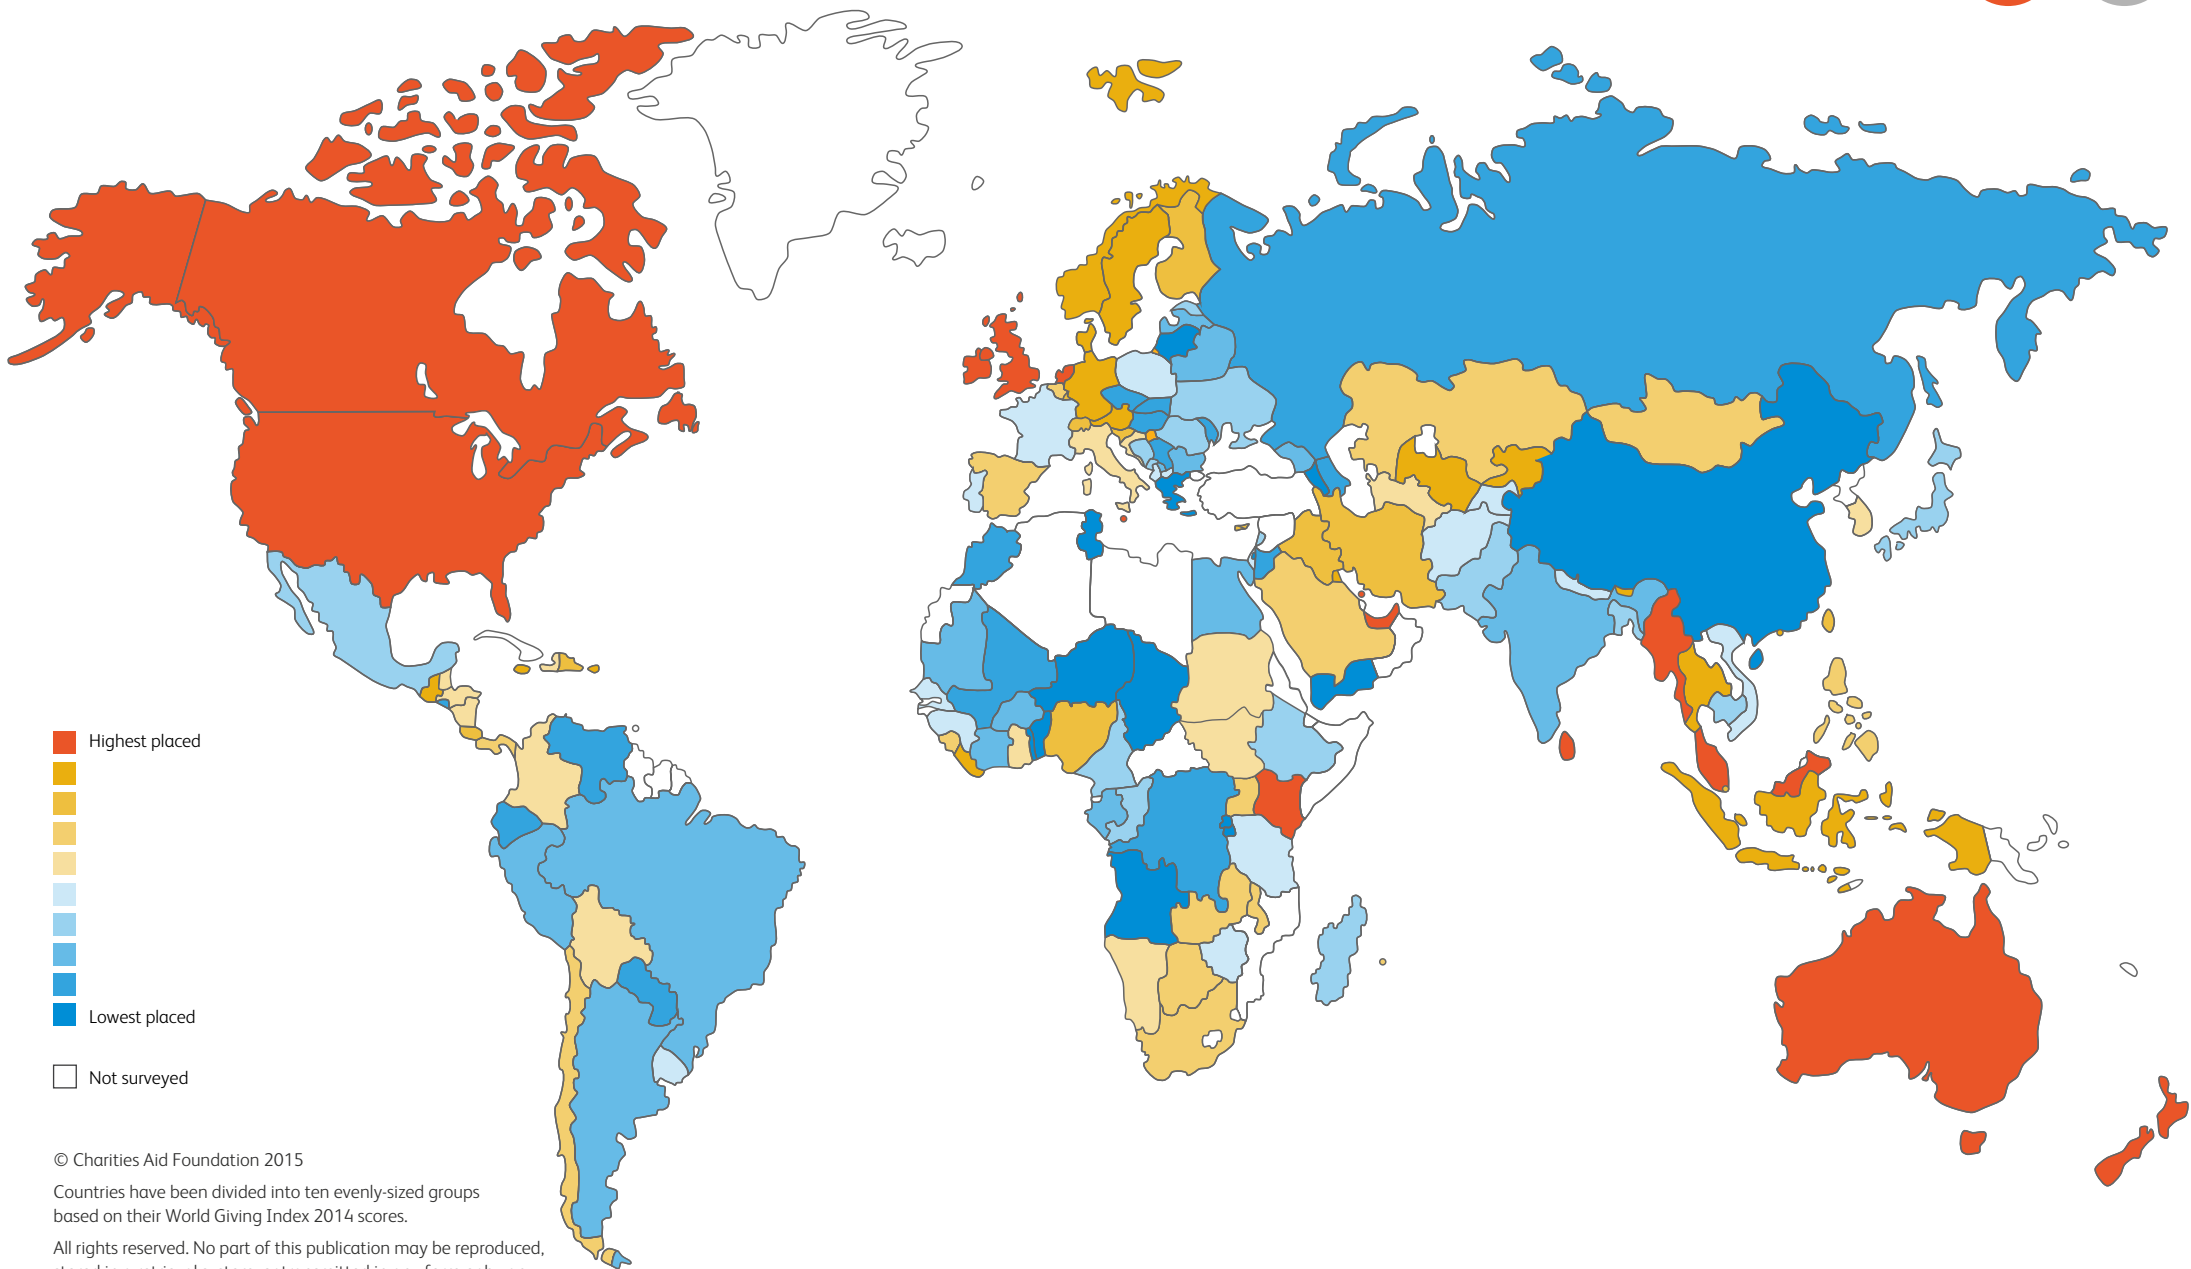 Highest placed
Lowest placed
Not surveyed
© Charities Aid Foundation 2015
Countries have been divided into ten evenly-sized groups
based on their World Giving Index 2014 scores.
All rights reserved. No part of this publication may be reproduced,